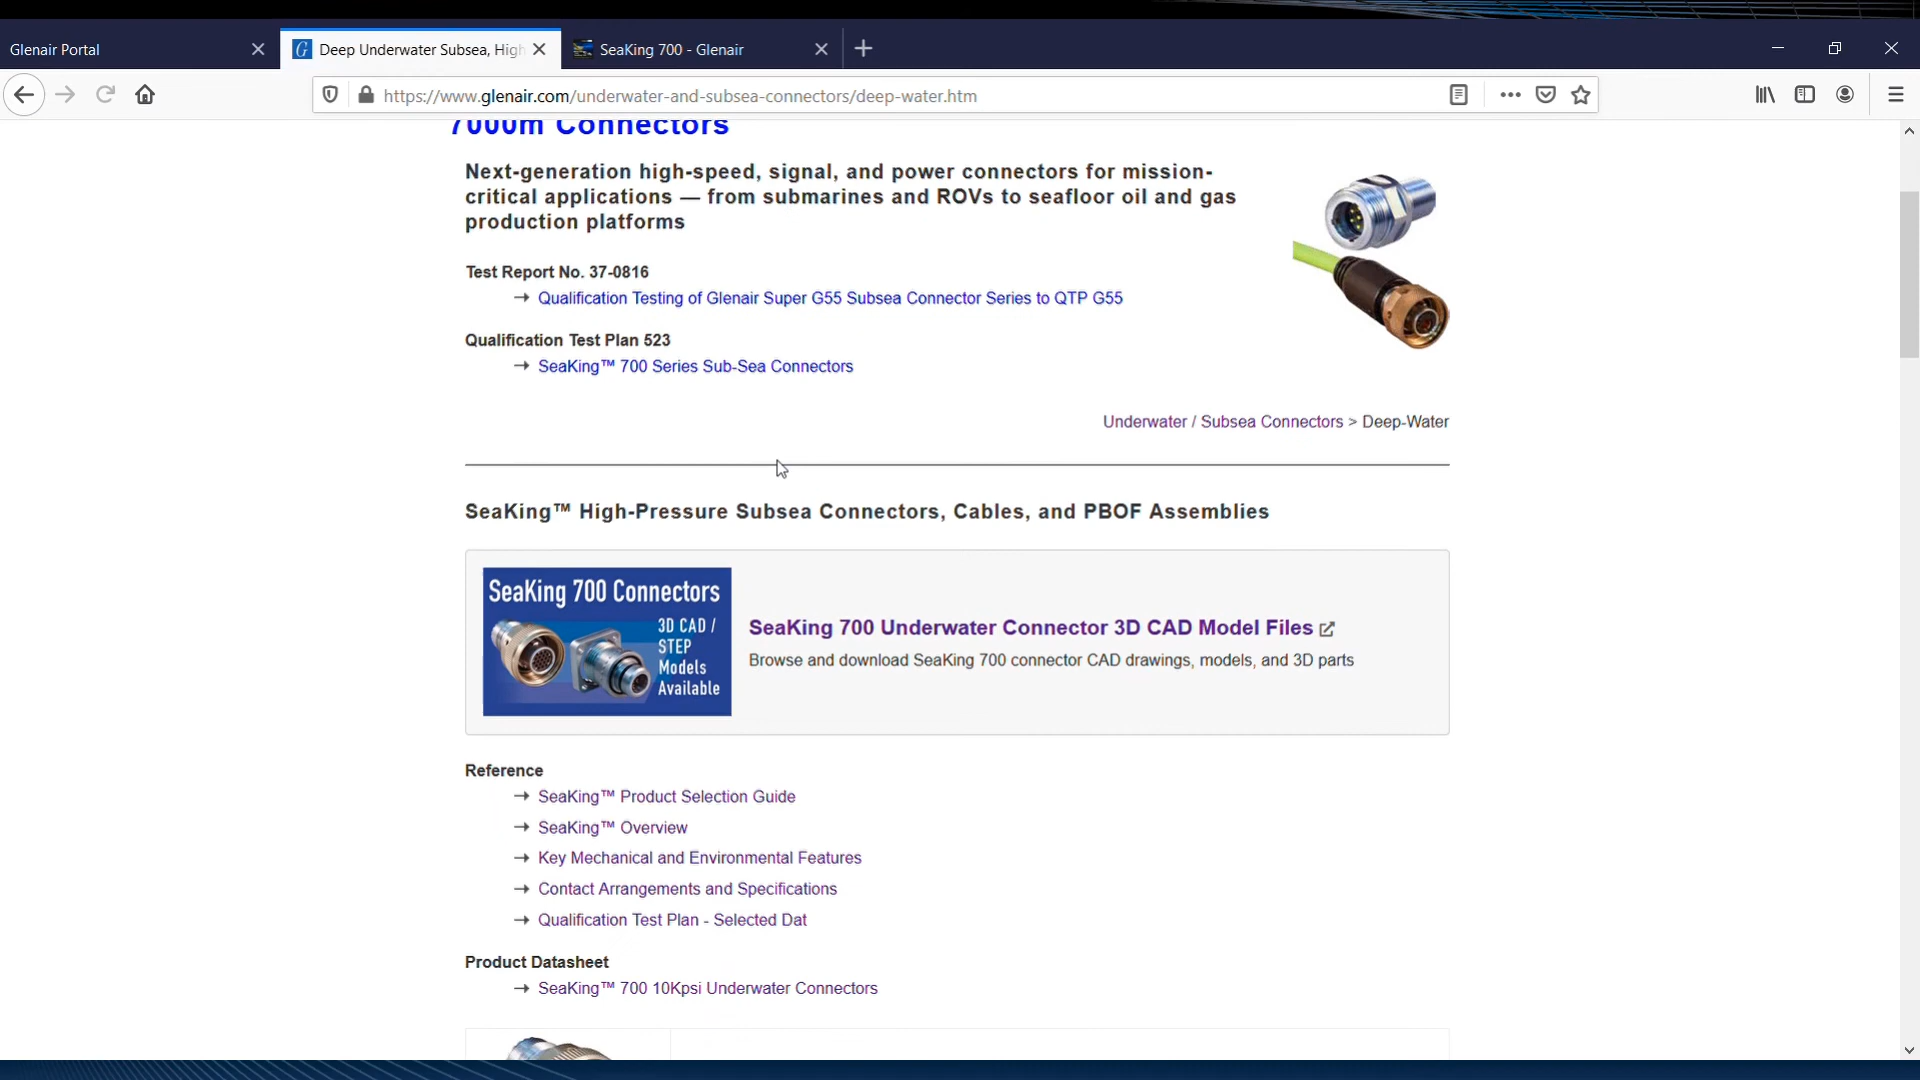 Glenair Portal
Deep Underwater Subsea, High
SeaKing 700 - Glenair
https://www.glenair.com/underwater-and-subsea-connectors/deep-water.htm
7000m Connectors
Next-generation high-speed, signal, and power connectors for mission-
critical applications — from submarines and ROVs to seafloor oil and gas
production platforms
Test Report No. 37-0816
→ Qualification Testing of Glenair Super G55 Subsea Connector Series to QTP G55
Qualification Test Plan 523
→ SeaKing™ 700 Series Sub-Sea Connectors
Underwater / Subsea Connectors > Deep-Water
SeaKing™ High-Pressure Subsea Connectors, Cables, and PBOF Assemblies
SeaKing 700 Connectors
3D CAD /
STEP
Models
Available
SeaKing 700 Underwater Connector 3D CAD Model Files
Browse and download SeaKing 700 connector CAD drawings, models, and 3D parts
Reference
→ SeaKing™ Product Selection Guide
→ SeaKing™ Overview
→ Key Mechanical and Environmental Features
→ Contact Arrangements and Specifications
→ Qualification Test Plan - Selected Dat
Product Datasheet
→ SeaKing™ 700 10Kpsi Underwater Connectors